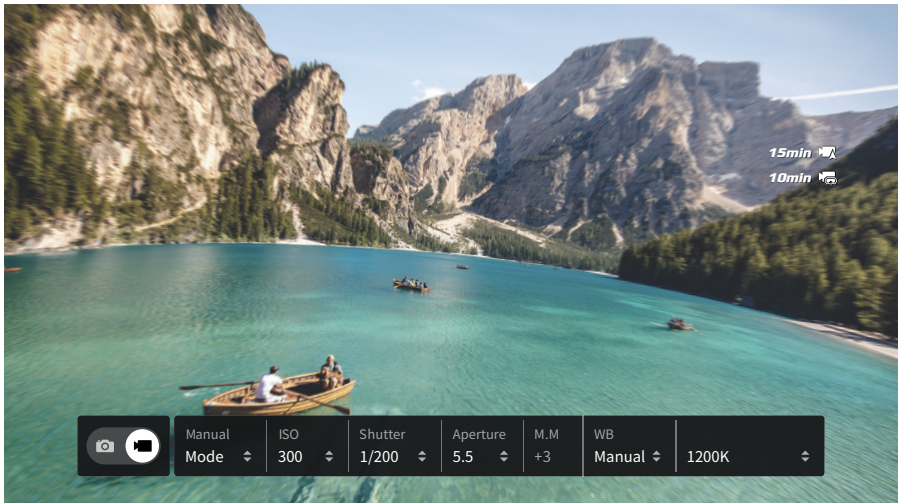 15min
10min
Manual ISO Shutter Aperture M.M WB
Mode 300 1/200 5.5 +3 Manual 1200K